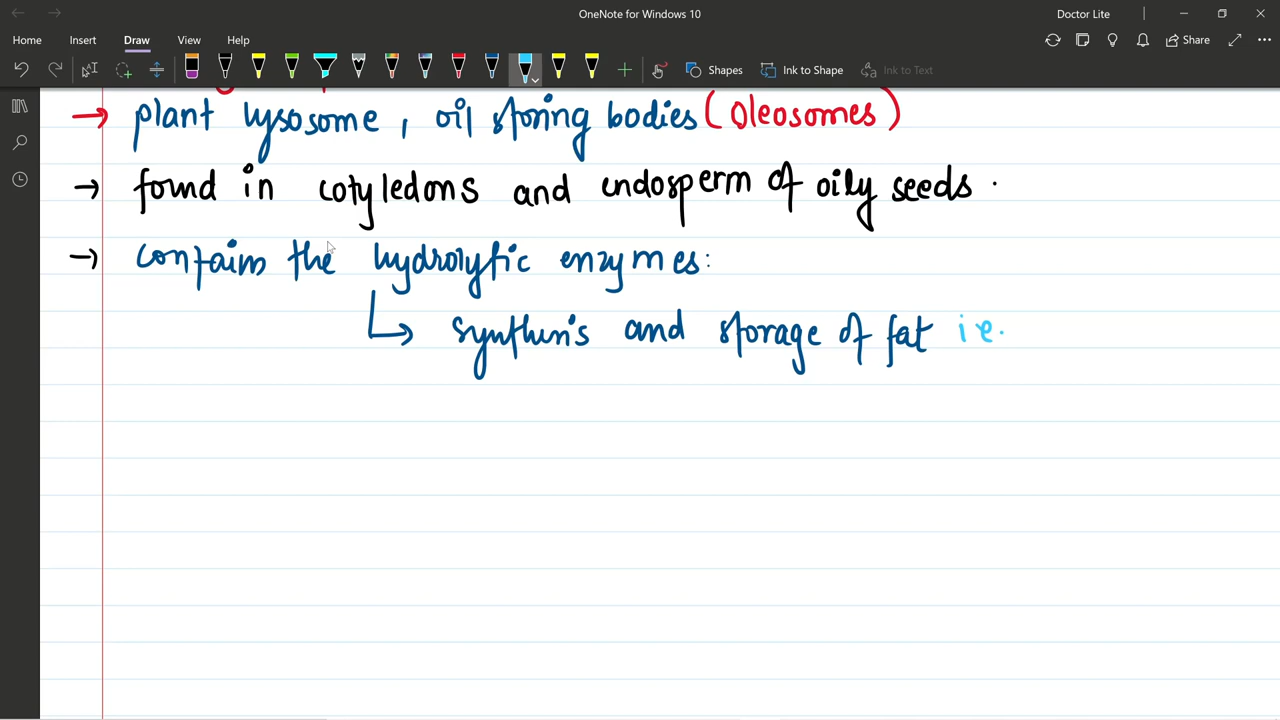 OneNote for Windows 10
Doctor Lite
Home Insert Draw View Help
Share
Shapes Ink to Shape Ink to Text
→ plant lysosome, oil storing bodies (Oleosomes)
→ found in cotyledons and endosperm of oily seeds.
→ contains the hydrolytic enzymes:
↳ synthesis and storage of fat i.e.